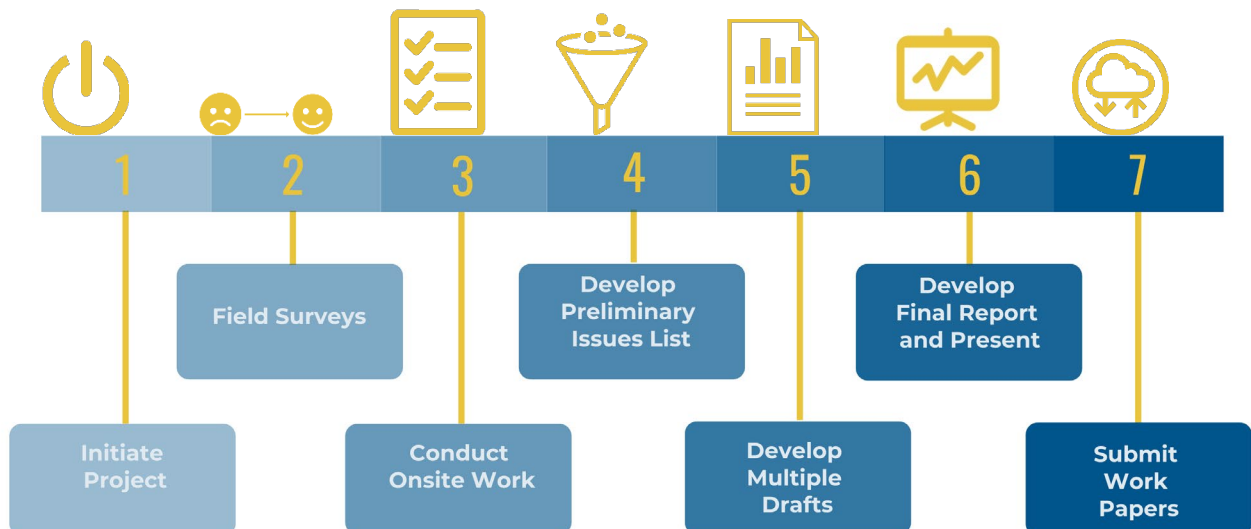 1
2
3
4
5
6
7
Initiate
Project
Field Surveys
Conduct
Onsite Work
Develop
Preliminary
Issues List
Develop
Multiple
Drafts
Develop
Final Report
and Present
Submit
Work
Papers